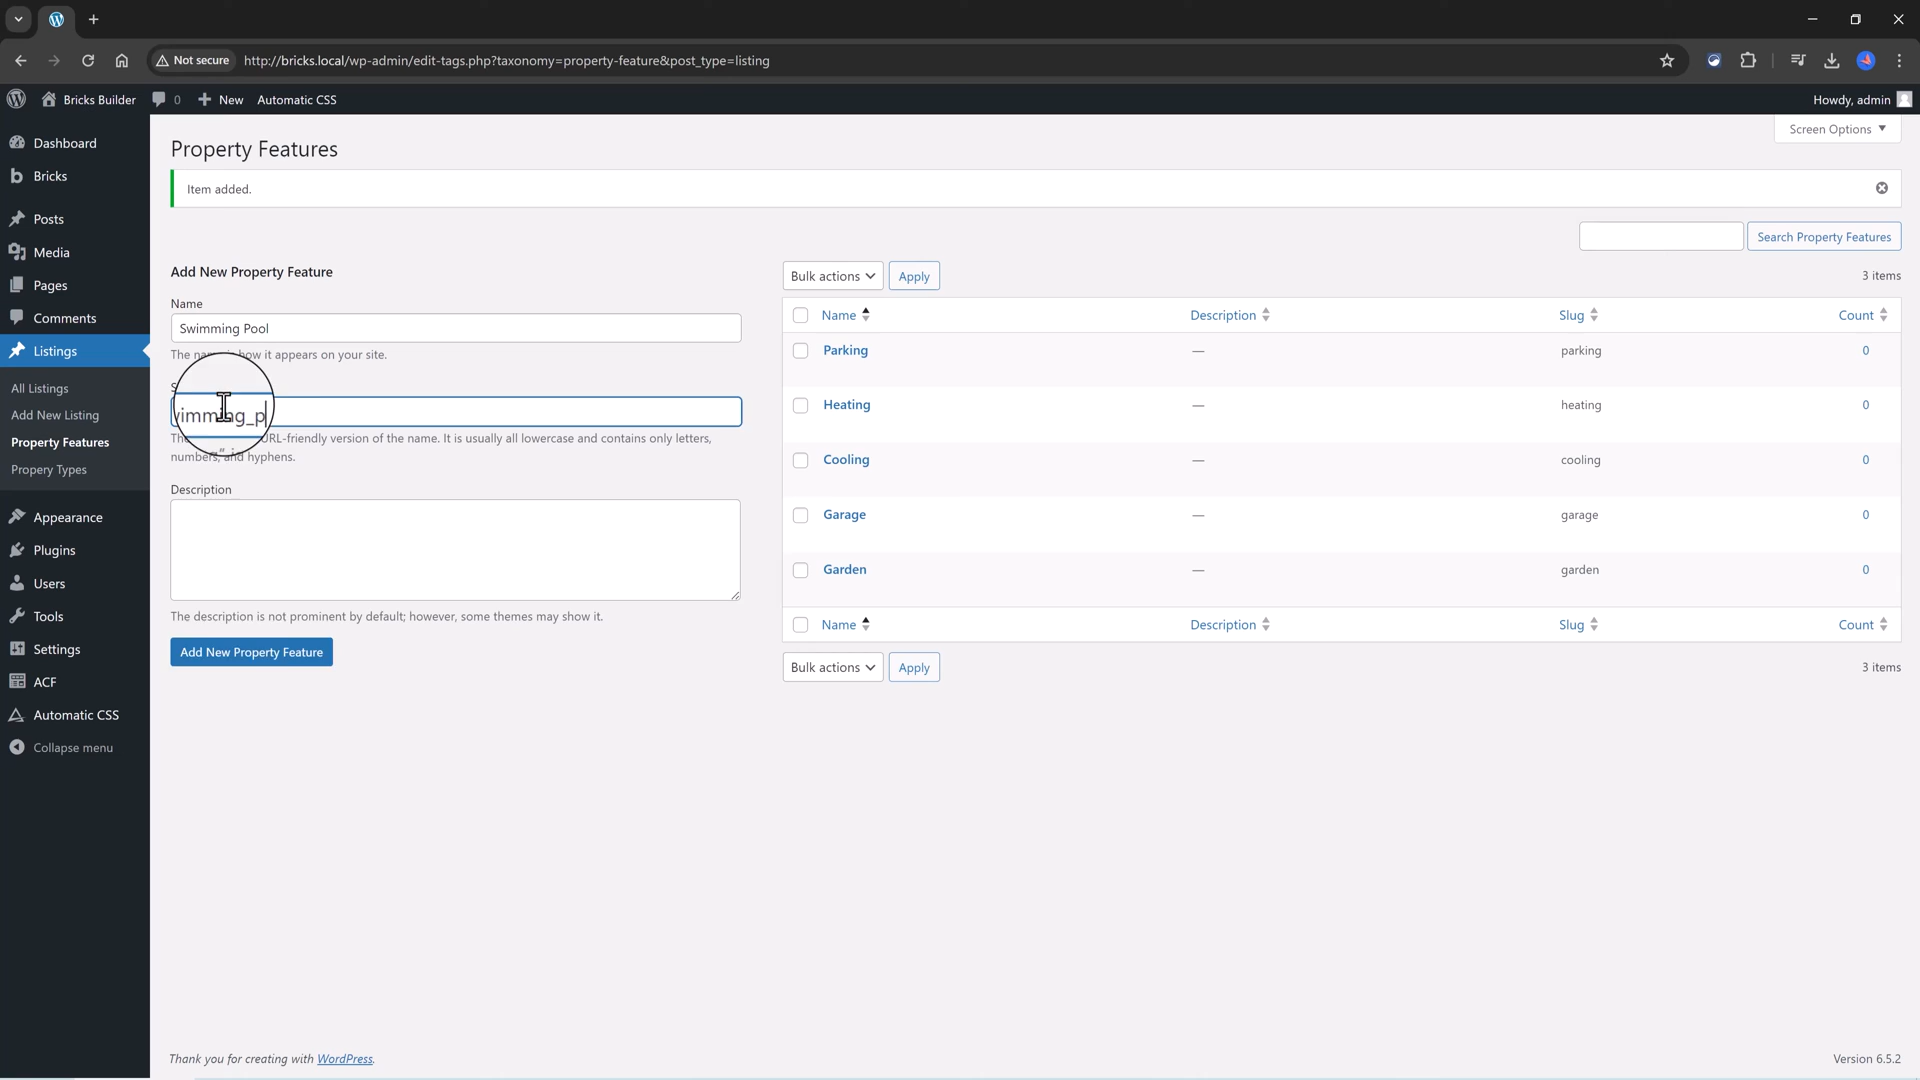 Not secure
http://bricks.local/wp-admin/edit-tags.php?taxonomy=property-feature&post_type=listing
Bricks Builder
0
New
Automatic CSS
Howdy, admin
Dashboard
Bricks
Posts
Media
Pages
Comments
Listings
All Listings
Add New Listing
Property Features
Propery Types
Appearance
Plugins
Users
Tools
Settings
ACF
Automatic CSS
Collapse menu
Screen Options
Property Features
Item added.
Search Property Features
Add New Property Feature
Name
Swimming Pool
The name is how it appears on your site.
imming_p
The URL-friendly version of the name. It is usually all lowercase and contains only letters,
numbers, and hyphens.
Description
The description is not prominent by default; however, some themes may show it.
Add New Property Feature
Bulk actions
Apply
3 items
Name
Description
Slug
Count
Parking
—
parking
0
Heating
—
heating
0
Cooling
—
cooling
0
Garage
—
garage
0
Garden
—
garden
0
Name
Description
Slug
Count
Bulk actions
Apply
3 items
Thank you for creating with WordPress.
Version 6.5.2